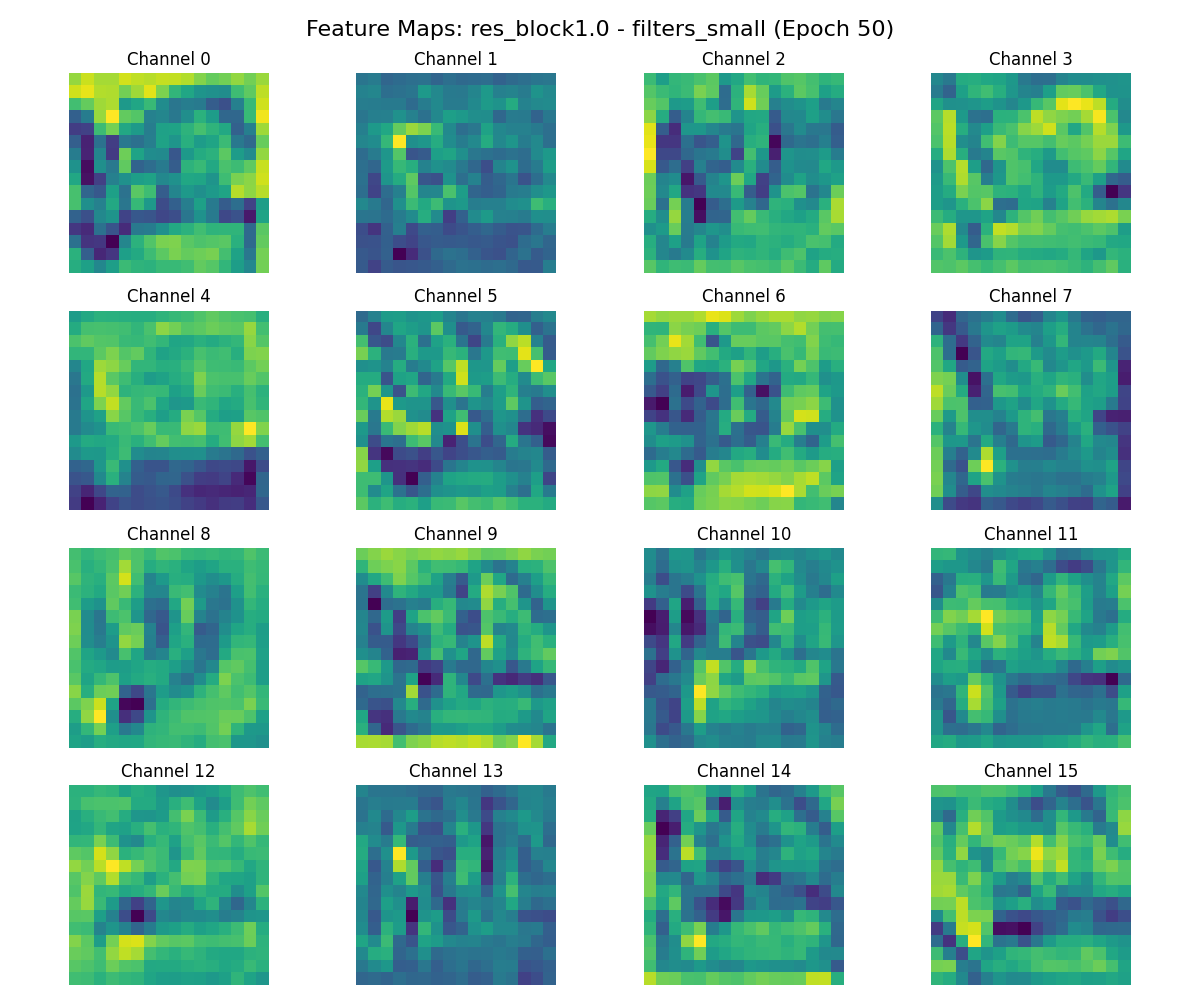 Feature Maps: res_block1.0 - filters_small (Epoch 50)
Channel 0
Channel 1
Channel 2
Channel 3
Channel 4
Channel 5
Channel 6
Channel 7
Channel 8
Channel 9
Channel 10
Channel 11
Channel 12
Channel 13
Channel 14
Channel 15